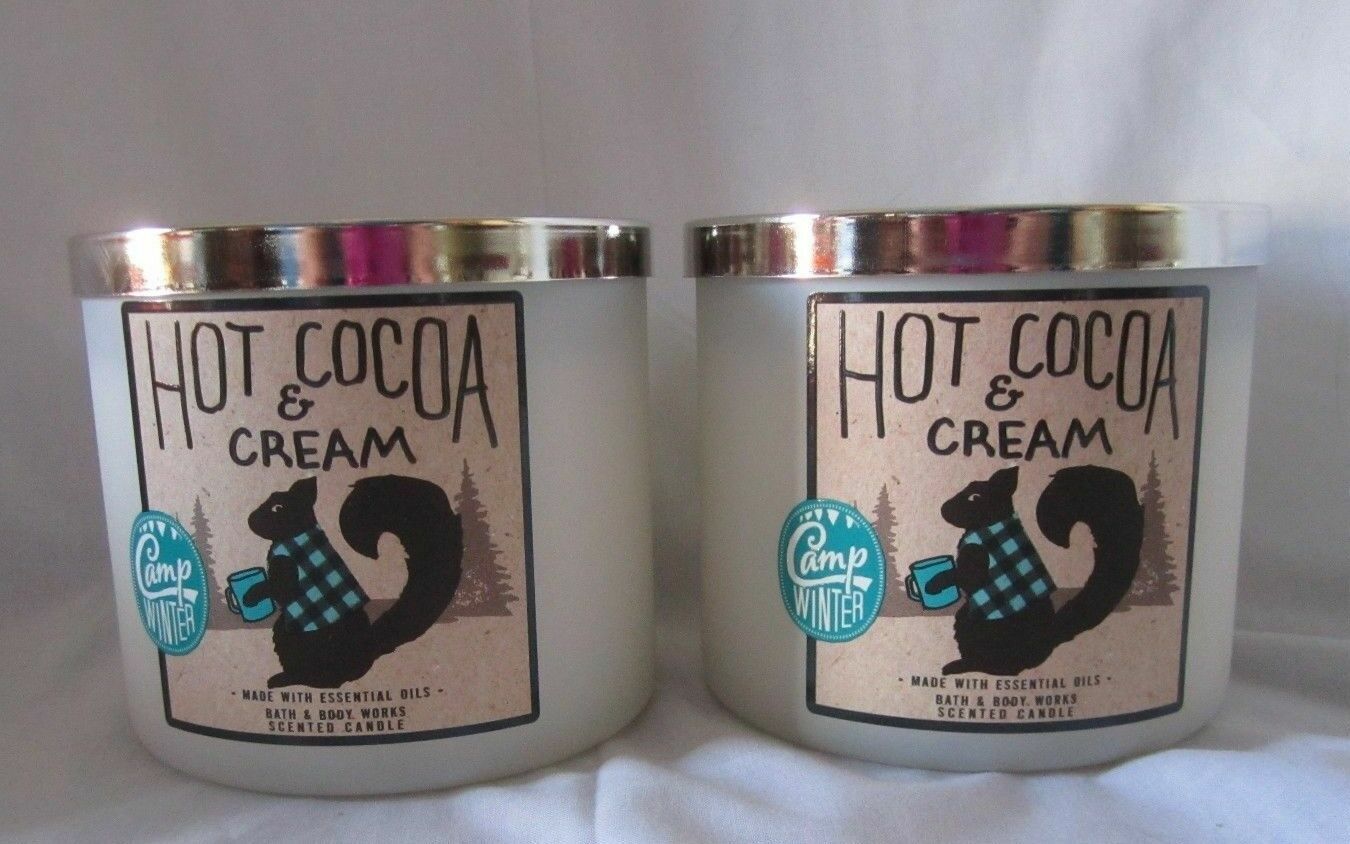 HOT COCOA
&
CREAM
Camp
WINTER
- MADE WITH ESSENTIAL OILS -
BATH & BODY WORKS
SCENTED CANDLE
HOT COCOA
&
CREAM
Camp
WINTER
- MADE WITH ESSENTIAL OILS -
BATH & BODY WORKS
SCENTED CANDLE